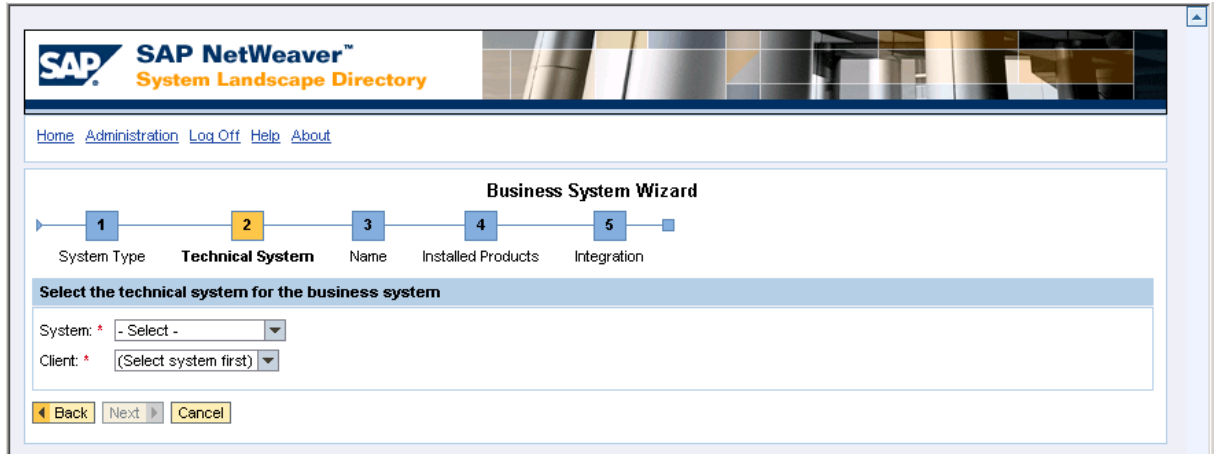 SAP SAP NetWeaver™
System Landscape Directory
Home Administration Log Off Help About
Business System Wizard
1 2 3 4 5
System Type Technical System Name Installed Products Integration
Select the technical system for the business system
System: * - Select -
Client: * (Select system first)
Back Next Cancel